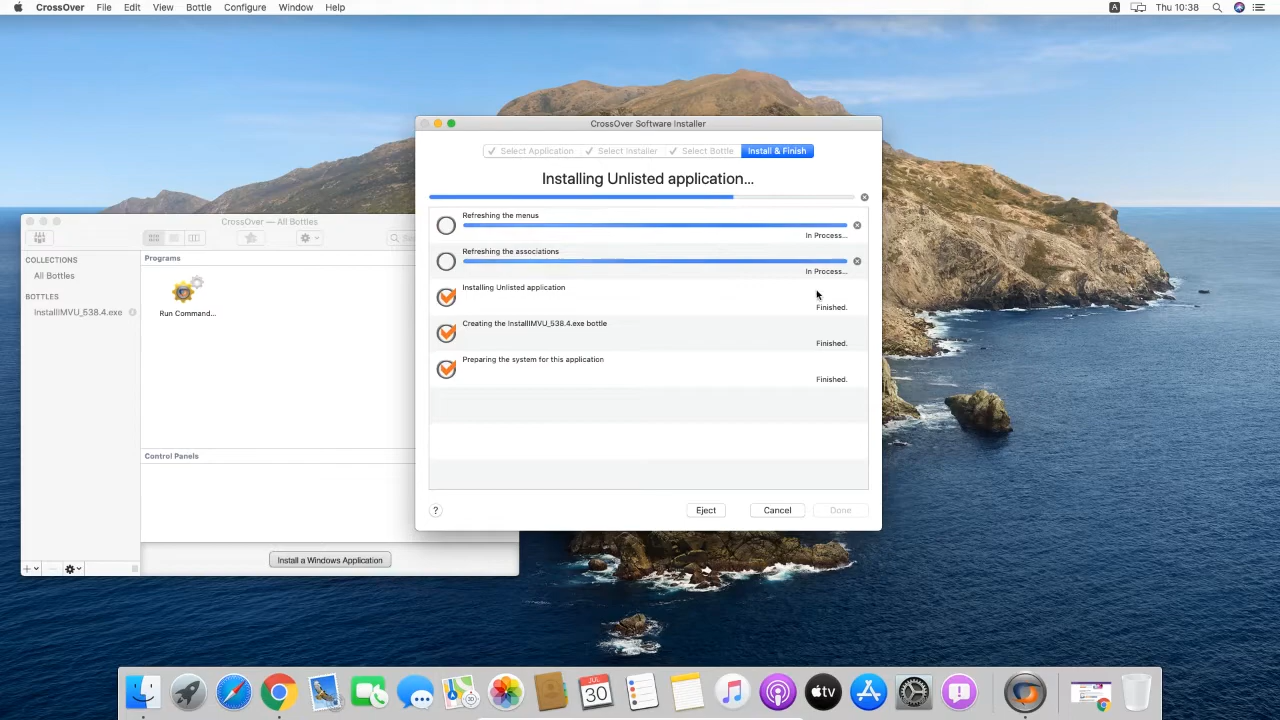 CrossOver File Edit View Bottle Configure Window Help
A Thu 10:38
CrossOver Software Installer
Select Application Select Installer Select Bottle Install & Finish
Installing Unlisted application...
Refreshing the menus
In Process...
Refreshing the associations
In Process...
Installing Unlisted application
Finished.
Creating the InstallIMVU_538.4.exe bottle
Finished.
Preparing the system for this application
Finished.
? Eject Cancel Done
CrossOver — All Bottles
COLLECTIONS
All Bottles
BOTTLES
InstallIMVU_538.4.exe
Programs
Run Command...
Control Panels
Install a Windows Application
JUL
30
tv